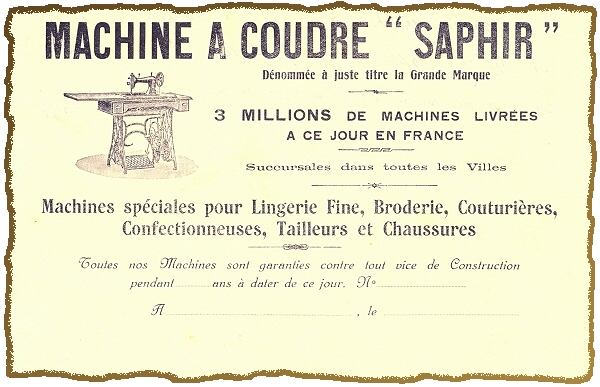 MACHINE A COUDRE " SAPHIR "
Dénommée à juste titre la Grande Marque
3 MILLIONS DE MACHINES LIVRÉES
A CE JOUR EN FRANCE
Succursales dans toutes les Villes
Machines spéciales pour Lingerie Fine, Broderie, Couturières,
Confectionneuses, Tailleurs et Chaussures
Toutes nos Machines sont garanties contre tout vice de Construction
pendant ........ ans à dater de ce jour. No ........................
A ................................................ , le ........................